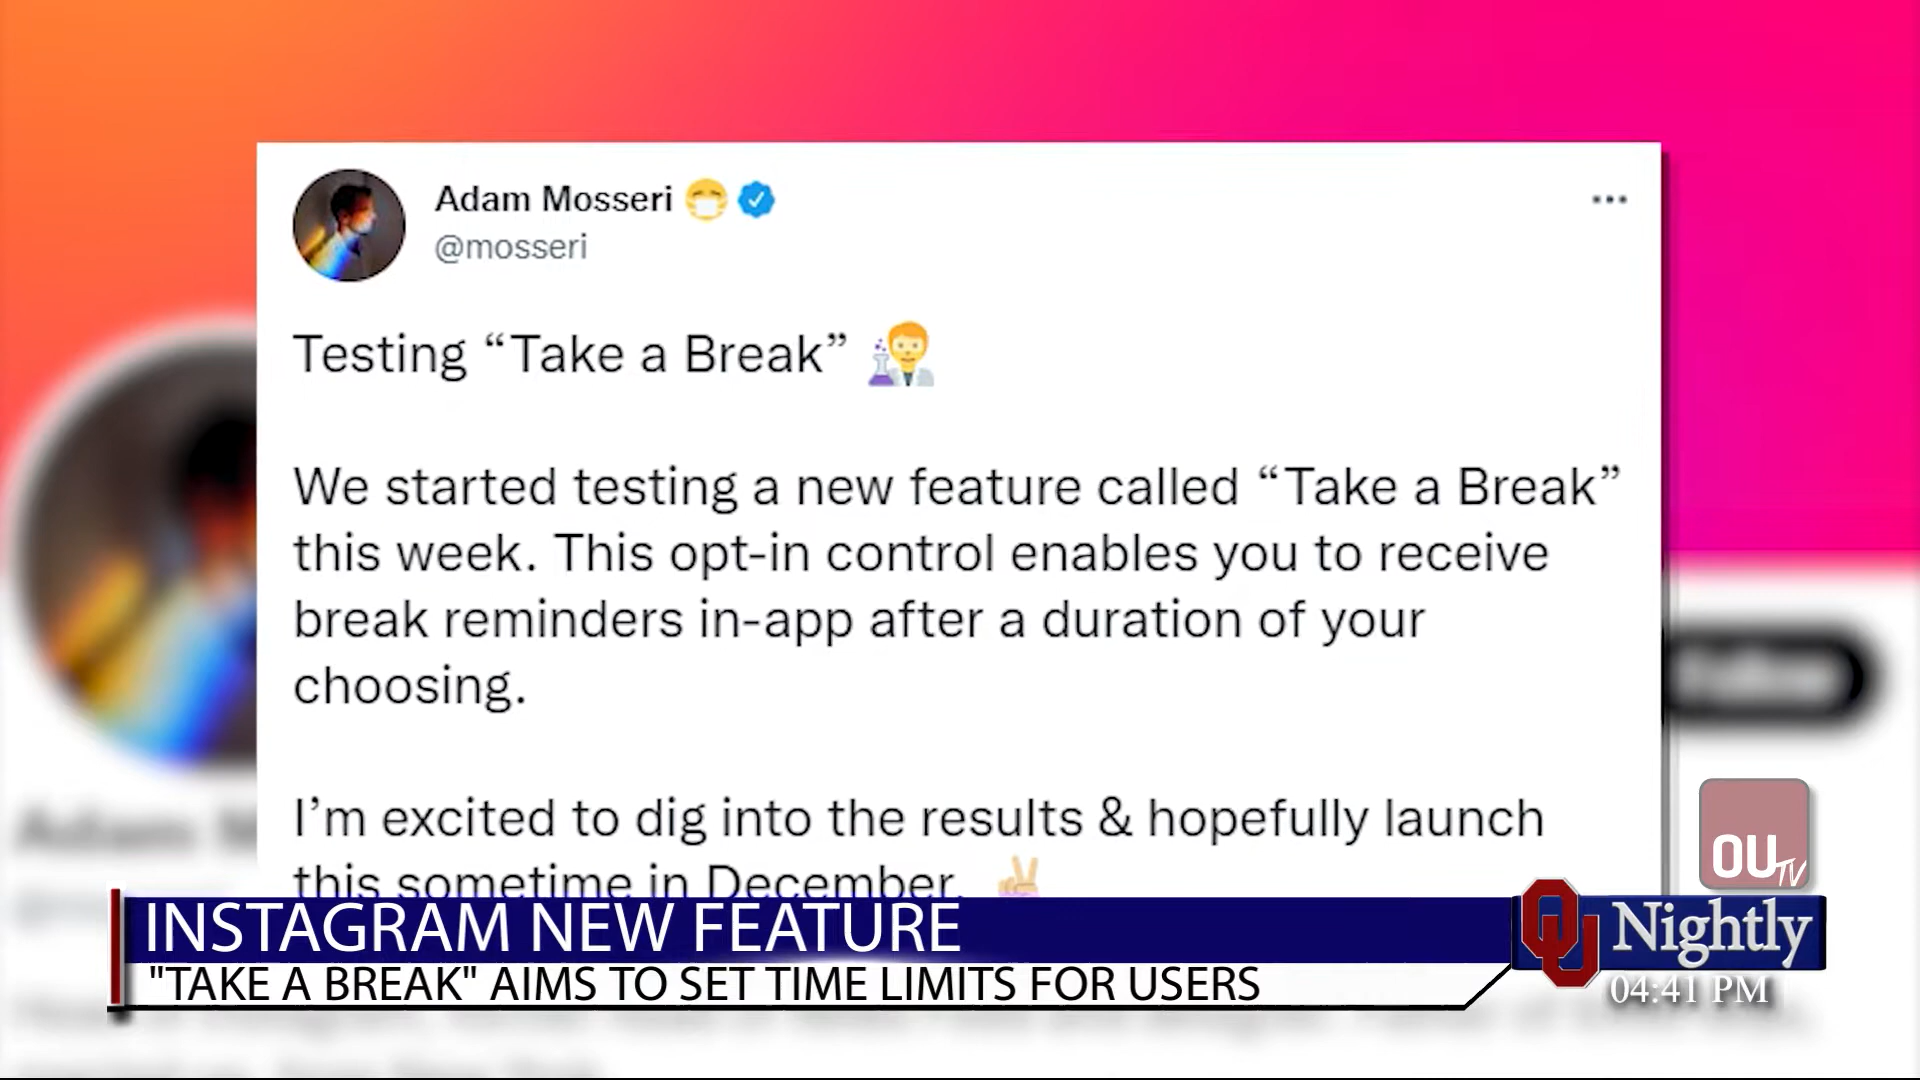 Adam Mosseri
@mosseri
Testing “Take a Break”
We started testing a new feature called “Take a Break”
this week. This opt-in control enables you to receive
break reminders in-app after a duration of your
choosing.
I’m excited to dig into the results & hopefully launch
this sometime in December.
INSTAGRAM NEW FEATURE
"TAKE A BREAK" AIMS TO SET TIME LIMITS FOR USERS
OU TV
OU Nightly
04:41 PM